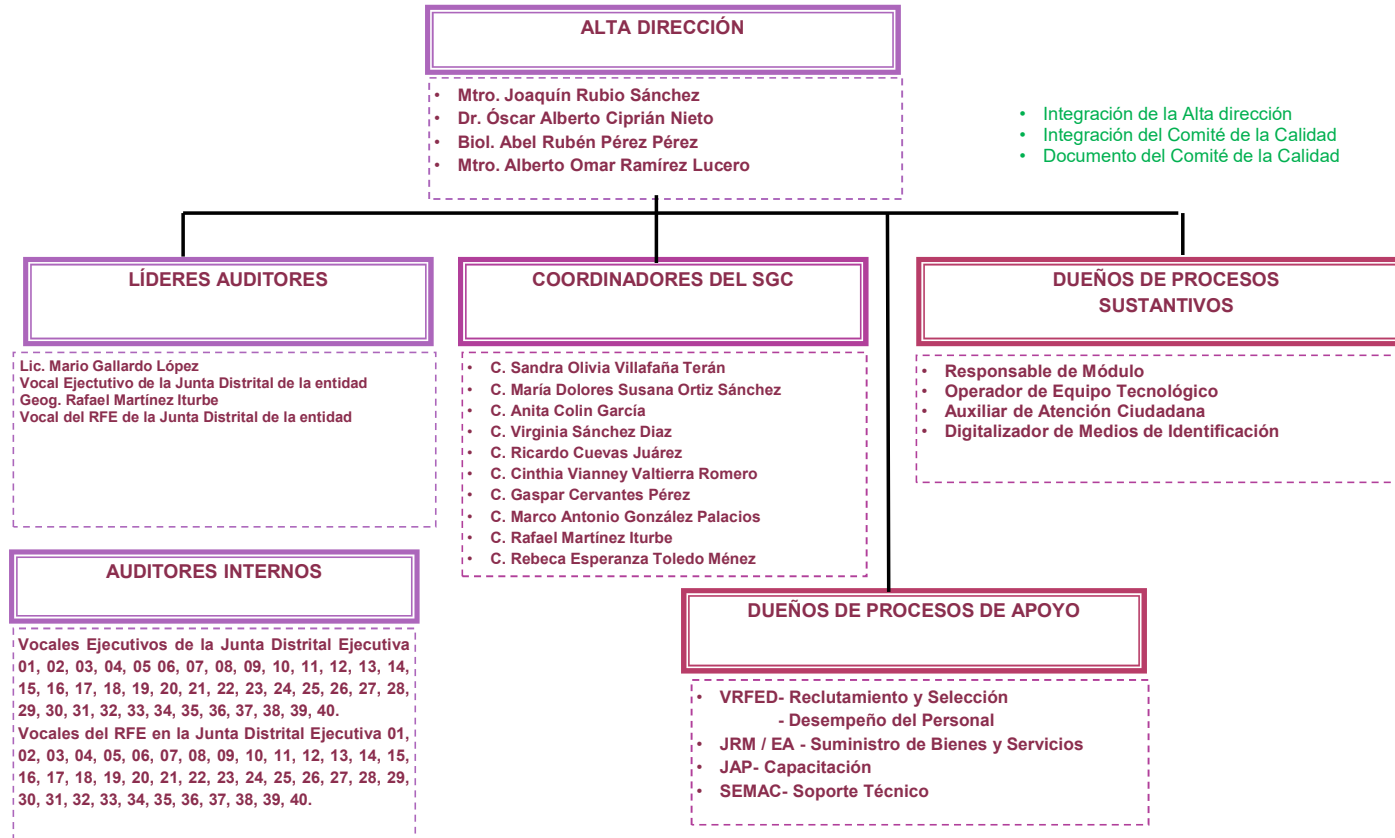 ALTA DIRECCIÓN
• Mtro. Joaquín Rubio Sánchez
• Dr. Óscar Alberto Ciprián Nieto
• Biol. Abel Rubén Pérez Pérez
• Mtro. Alberto Omar Ramírez Lucero
• Integración de la Alta dirección
• Integración del Comité de la Calidad
• Documento del Comité de la Calidad
LÍDERES AUDITORES
Lic. Mario Gallardo López
Vocal Ejectutivo de la Junta Distrital de la entidad
Geog. Rafael Martínez Iturbe
Vocal del RFE de la Junta Distrital de la entidad
COORDINADORES DEL SGC
• C. Sandra Olivia Villafaña Terán
• C. María Dolores Susana Ortiz Sánchez
• C. Anita Colin García
• C. Virginia Sánchez Diaz
• C. Ricardo Cuevas Juárez
• C. Cinthia Vianney Valtierra Romero
• C. Gaspar Cervantes Pérez
• C. Marco Antonio González Palacios
• C. Rafael Martínez Iturbe
• C. Rebeca Esperanza Toledo Ménez
DUEÑOS DE PROCESOS
SUSTANTIVOS
• Responsable de Módulo
• Operador de Equipo Tecnológico
• Auxiliar de Atención Ciudadana
• Digitalizador de Medios de Identificación
AUDITORES INTERNOS
Vocales Ejecutivos de la Junta Distrital Ejecutiva
01, 02, 03, 04, 05 06, 07, 08, 09, 10, 11, 12, 13, 14,
15, 16, 17, 18, 19, 20, 21, 22, 23, 24, 25, 26, 27, 28,
29, 30, 31, 32, 33, 34, 35, 36, 37, 38, 39, 40.
Vocales del RFE en la Junta Distrital Ejecutiva 01,
02, 03, 04, 05, 06, 07, 08, 09, 10, 11, 12, 13, 14, 15,
16, 17, 18, 19, 20, 21, 22, 23, 24, 25, 26, 27, 28, 29,
30, 31, 32, 33, 34, 35, 36, 37, 38, 39, 40.
DUEÑOS DE PROCESOS DE APOYO
• VRFED- Reclutamiento y Selección
- Desempeño del Personal
• JRM / EA - Suministro de Bienes y Servicios
• JAP- Capacitación
• SEMAC- Soporte Técnico